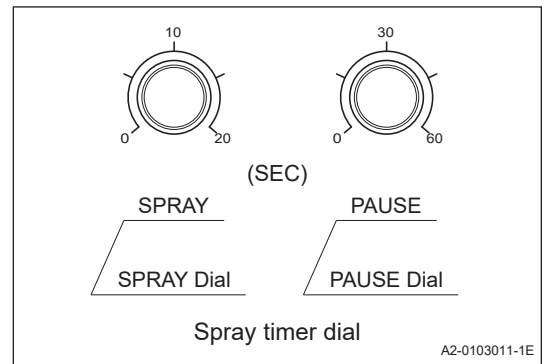 10 30
0 20 0 60
(SEC)
SPRAY PAUSE
SPRAY Dial PAUSE Dial
Spray timer dial
A2-0103011-1E